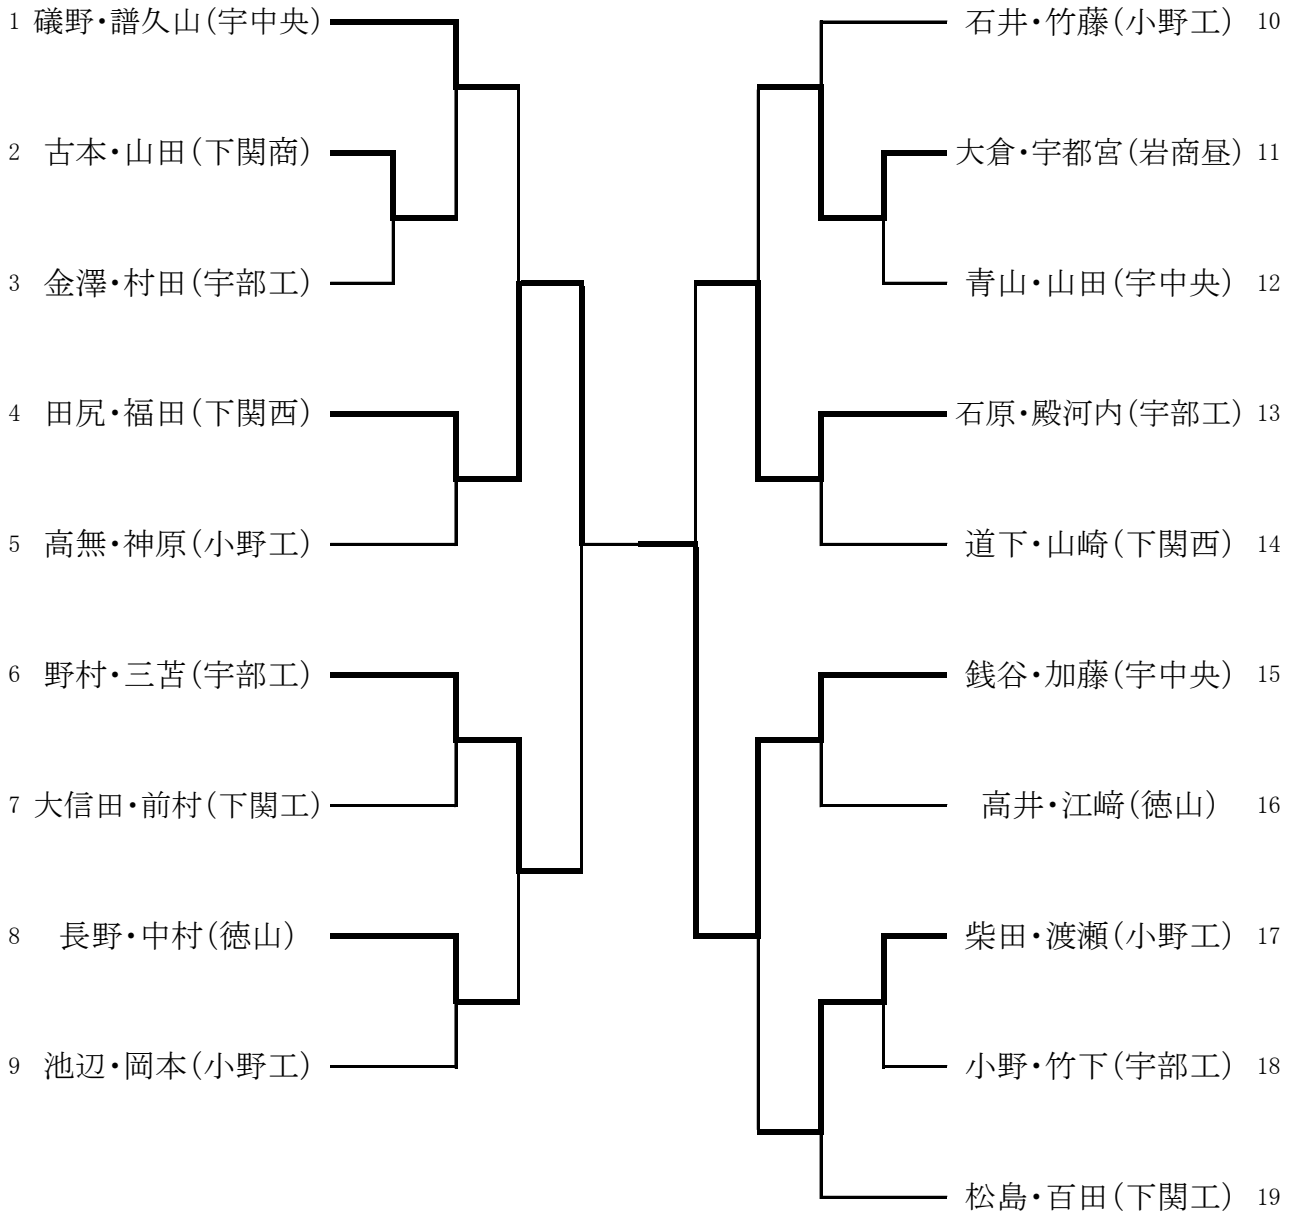 1 礒野・譜久山(宇中央)
2 古本・山田(下関商)
3 金澤・村田(宇部工)
4 田尻・福田(下関西)
5 高無・神原(小野工)
6 野村・三苫(宇部工)
7 大信田・前村(下関工)
8 長野・中村(徳山)
9 池辺・岡本(小野工)
石井・竹藤(小野工) 10
大倉・宇都宮(岩商昼) 11
青山・山田(宇中央) 12
石原・殿河内(宇部工) 13
道下・山崎(下関西) 14
銭谷・加藤(宇中央) 15
高井・江﨑(徳山) 16
柴田・渡瀬(小野工) 17
小野・竹下(宇部工) 18
松島・百田(下関工) 19